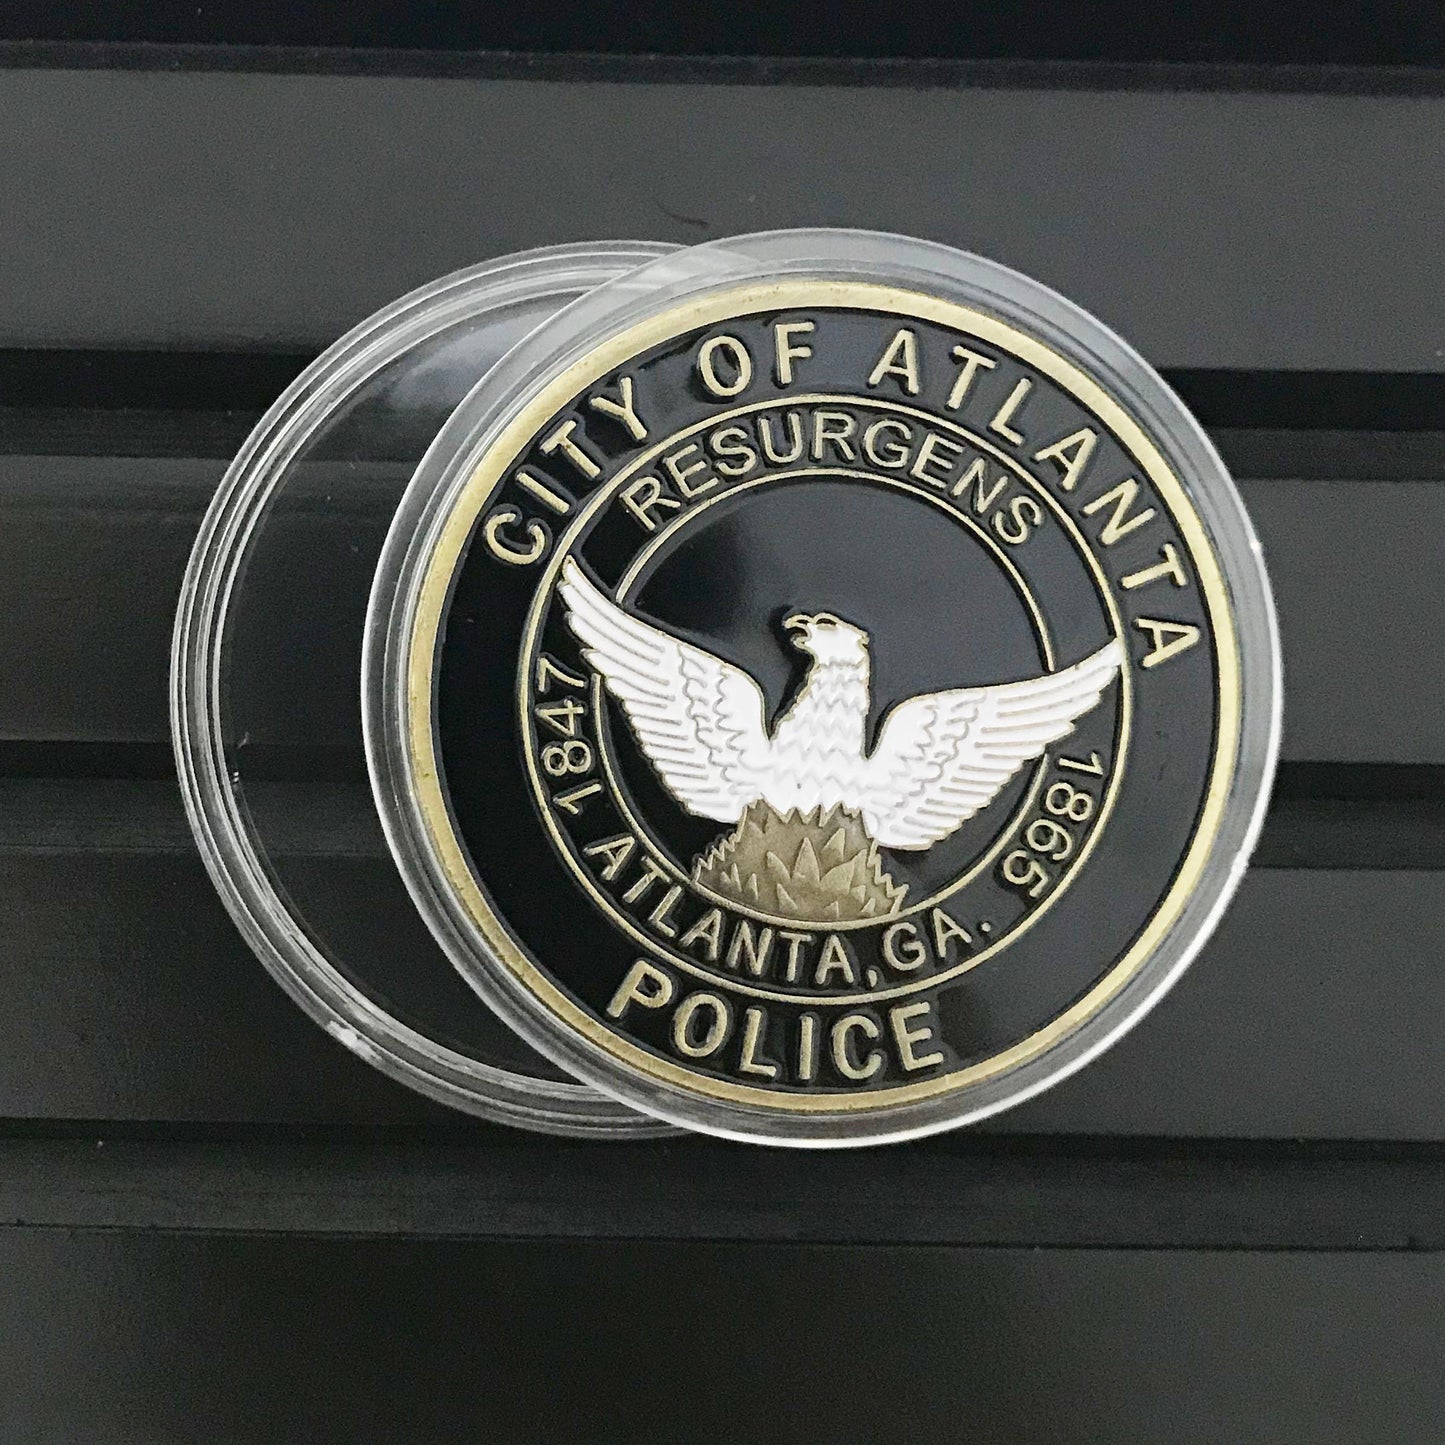 CITY OF ATLANTA
RESURGENS
1847 ATLANTA, GA. 1865
POLICE